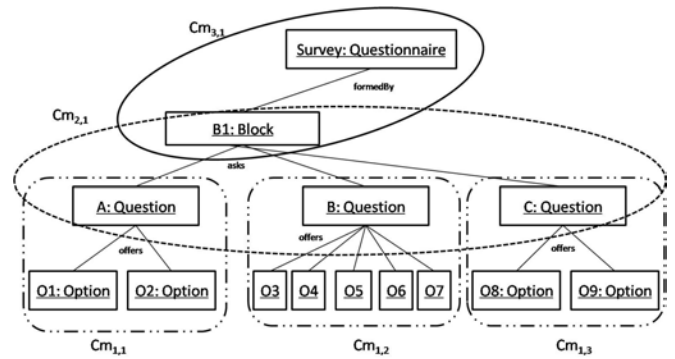 Cm3,1
Survey: Questionnaire
formedBy
Cm2,1
B1: Block
asks
A: Question
B: Question
C: Question
offers
offers
offers
O1: Option
O2: Option
O3
O4
O5
O6
O7
O8: Option
O9: Option
Cm1,1
Cm1,2
Cm1,3